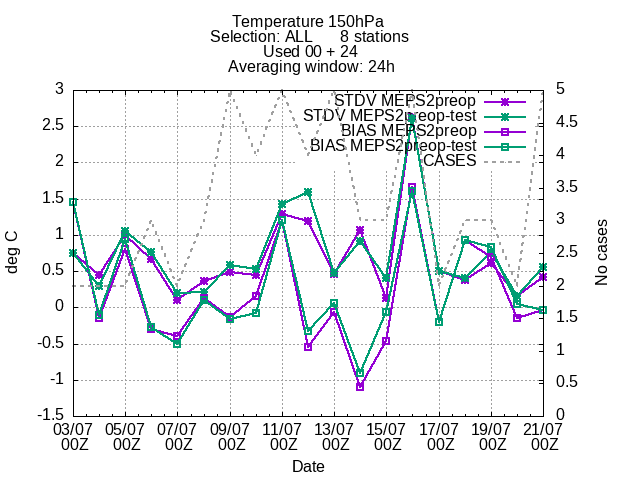 Temperature 150hPa
Selection: ALL 8 stations
Used 00 + 24
Averaging window: 24h
STDV MEPS2preop
STDV MEPS2preop-test
BIAS MEPS2preop
BIAS MEPS2preop-test
CASES
3
2.5
2
1.5
1
0.5
0
-0.5
-1
-1.5
deg C
5
4.5
4
3.5
3
2.5
2
1.5
1
0.5
0
No cases
03/07 05/07 07/07 09/07 11/07 13/07 15/07 17/07 19/07 21/07
00Z 00Z 00Z 00Z 00Z 00Z 00Z 00Z 00Z 00Z
Date